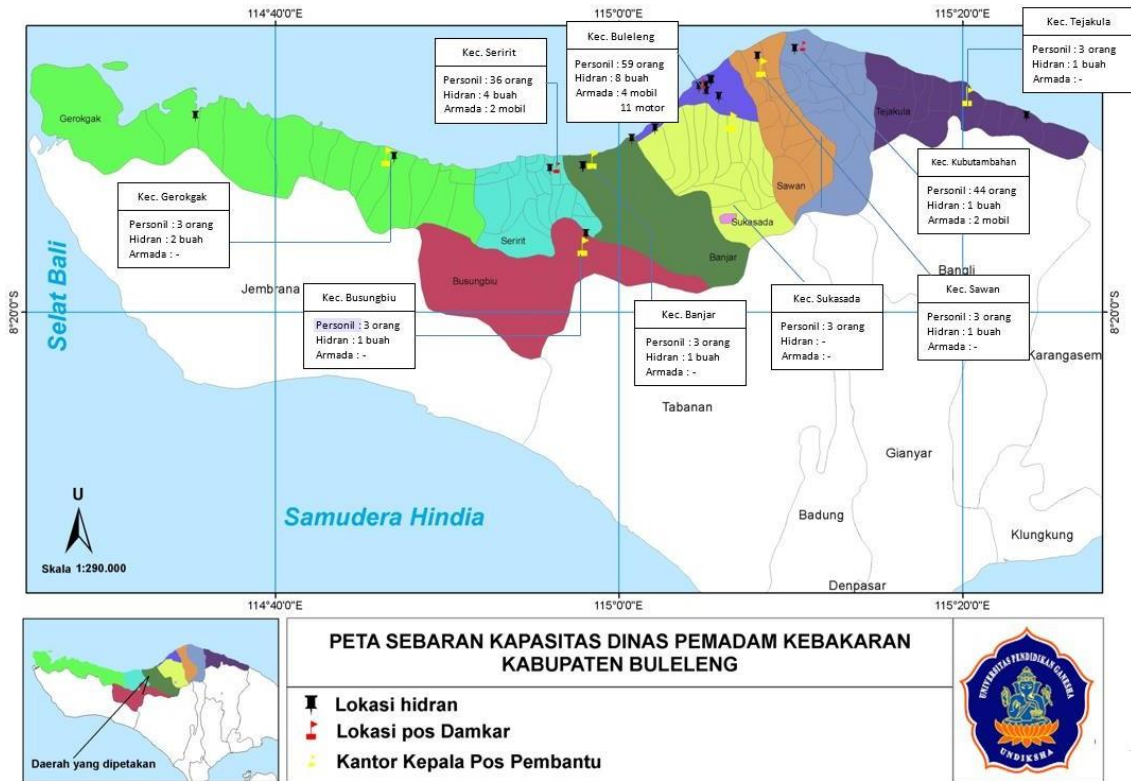 114°40'0"E
115°0'0"E
115°20'0"E
Kec. Seririt
Personil : 36 orang
Hidran : 4 buah
Armada : 2 mobil
Kec. Buleleng
Personil : 59 orang
Hidran : 8 buah
Armada : 4 mobil
11 motor
Kec. Tejakula
Personil : 3 orang
Hidran : 1 buah
Armada : -
Gerokgak
Tejakula
Kec. Gerokgak
Personil : 3 orang
Hidran : 2 buah
Armada : -
Kec. Kubutambahan
Personil : 44 orang
Hidran : 1 buah
Armada : 2 mobil
Sawan
Sukasada
Seririt
Banjar
Busungbiu
Bangli
Jembrana
Selat Bali
8°20'0"S
8°20'0"S
Kec. Busungbiu
Personil : 3 orang
Hidran : 1 buah
Armada : -
Kec. Banjar
Personil : 3 orang
Hidran : 1 buah
Armada : -
Kec. Sukasada
Personil : 3 orang
Hidran : -
Armada : -
Kec. Sawan
Personil : 3 orang
Hidran : 1 buah
Armada : -
Karangasem
Tabanan
Gianyar
Badung
Klungkung
Denpasar
Samudera Hindia
U
Skala 1:290.000
114°40'0"E
115°0'0"E
115°20'0"E
PETA SEBARAN KAPASITAS DINAS PEMADAM KEBAKARAN
KABUPATEN BULELENG
Lokasi hidran
Lokasi pos Damkar
Kantor Kepala Pos Pembantu
Daerah yang dipetakan
UNIVERSITAS PENDIDIKAN GANESHA
UNDIKSHA